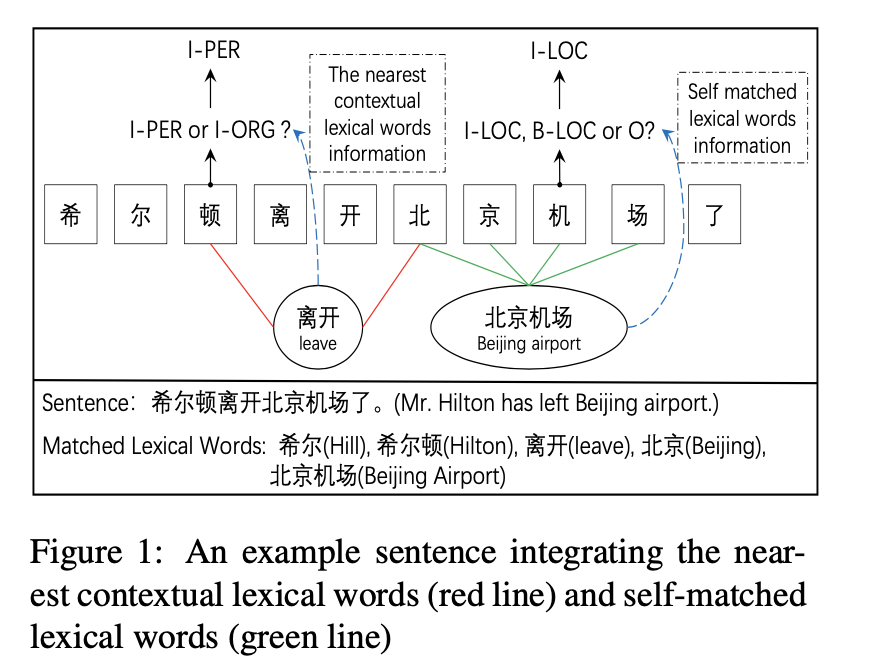 I-PER
I-LOC
The nearest
contextual
lexical words
information
Self matched
lexical words
information
I-PER or I-ORG ?
I-LOC, B-LOC or O?
希 尔 顿 离 开 北 京 机 场 了
离开
leave
北京机场
Beijing airport
Sentence: 希尔顿离开北京机场了。(Mr. Hilton has left Beijing airport.)
Matched Lexical Words: 希尔(Hill), 希尔顿(Hilton), 离开(leave), 北京(Beijing),
北京机场(Beijing Airport)
Figure 1: An example sentence integrating the near-
est contextual lexical words (red line) and self-matched
lexical words (green line)